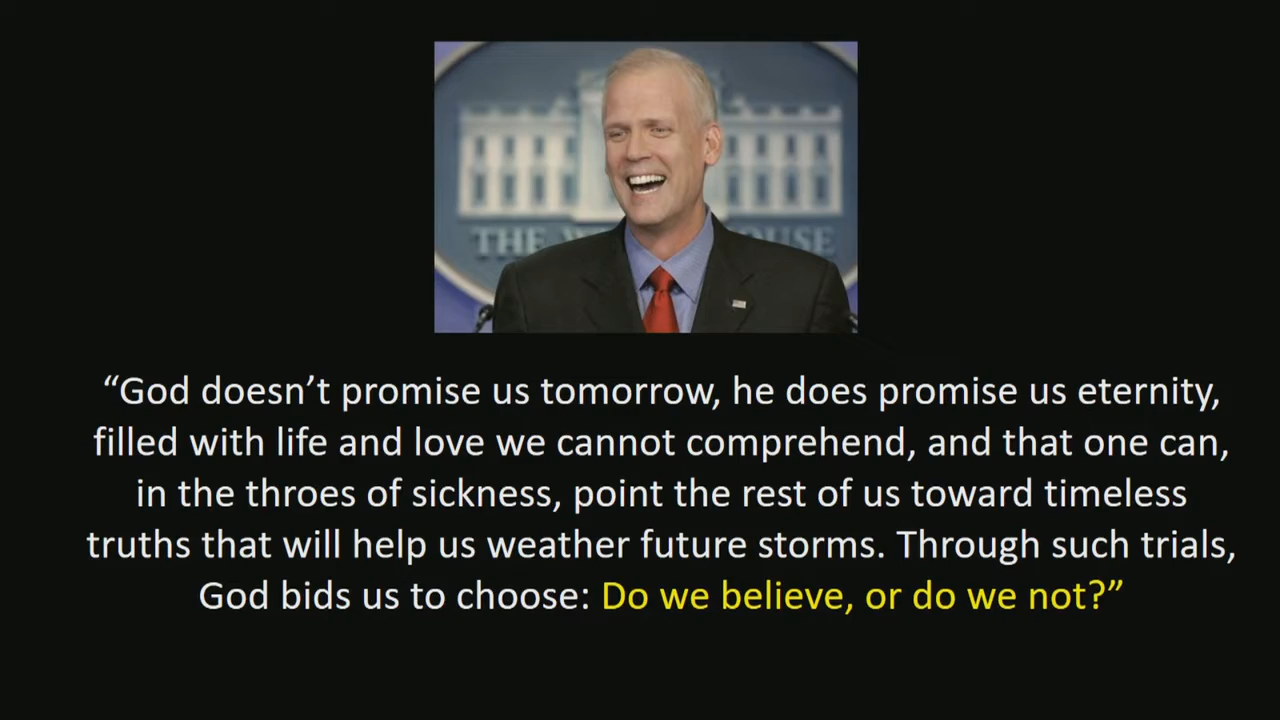 THE W HOUSE
“God doesn’t promise us tomorrow, he does promise us eternity,
filled with life and love we cannot comprehend, and that one can,
in the throes of sickness, point the rest of us toward timeless
truths that will help us weather future storms. Through such trials,
God bids us to choose: Do we believe, or do we not?”